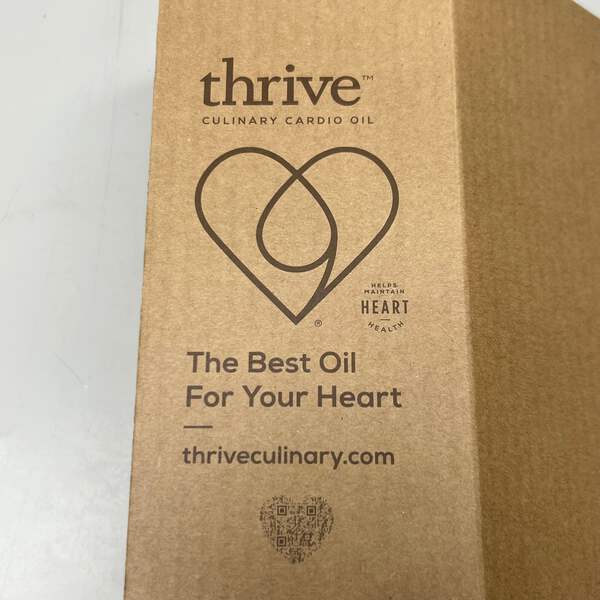 thrive™
CULINARY CARDIO OIL
®
HELPS
MAINTAIN
HEART
HEALTH
The Best Oil
For Your Heart
thriveculinary.com